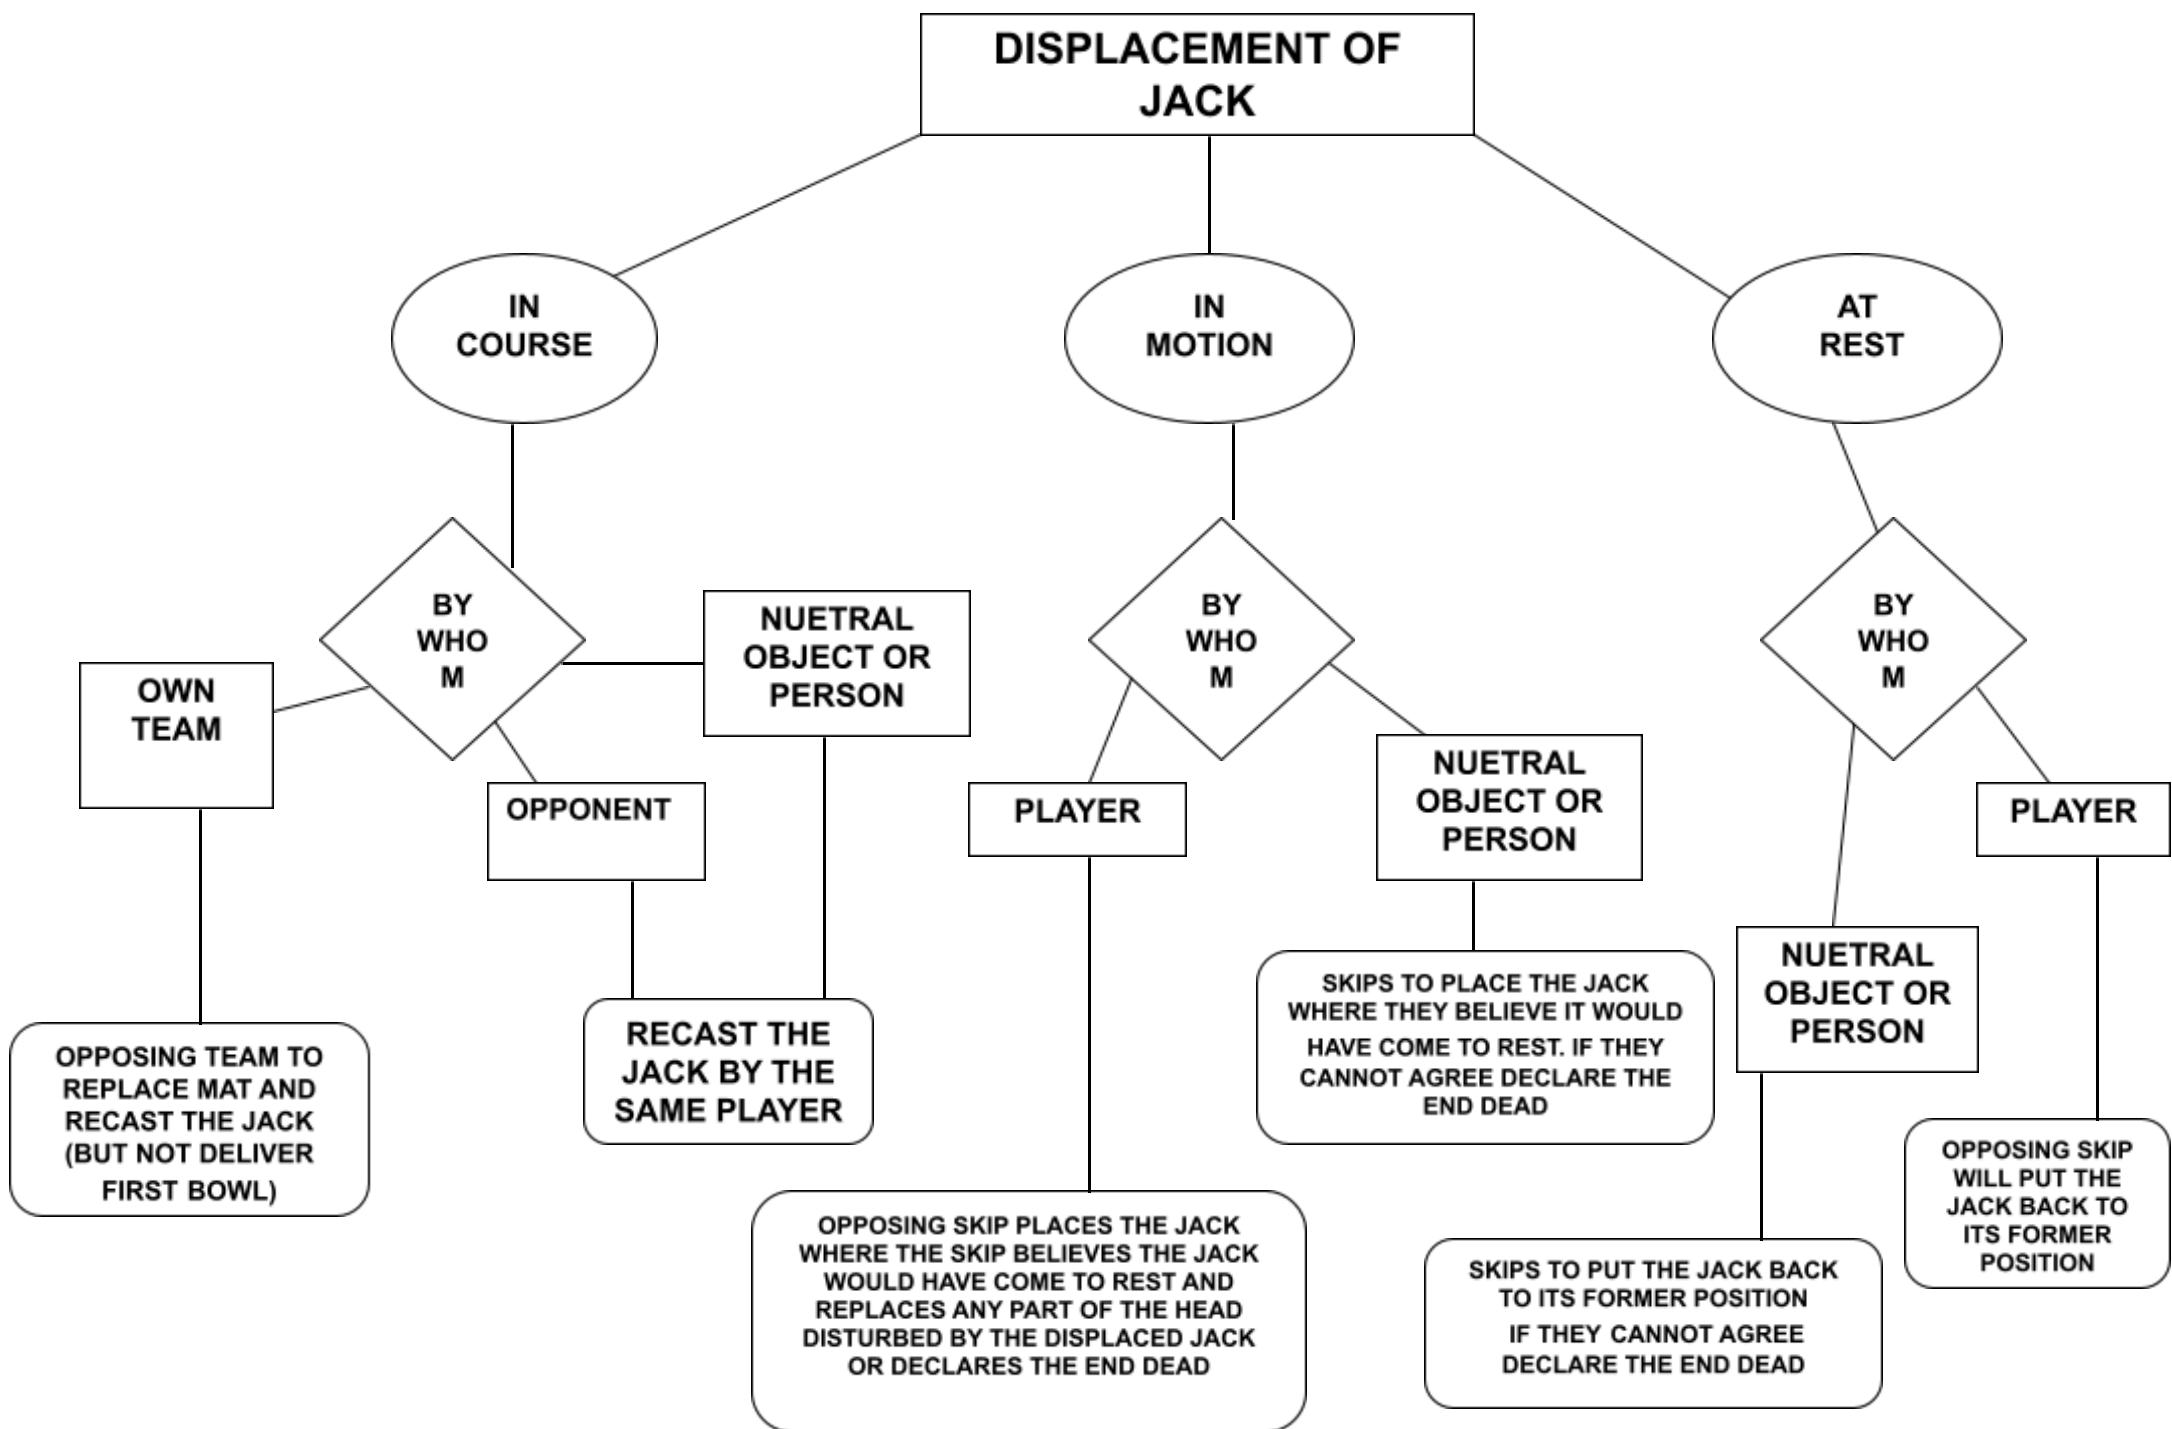 DISPLACEMENT OF
JACK
IN
COURSE
IN
MOTION
AT
REST
BY
WHO
M
BY
WHO
M
BY
WHO
M
OWN
TEAM
NUETRAL
OBJECT OR
PERSON
OPPONENT
PLAYER
NUETRAL
OBJECT OR
PERSON
PLAYER
NUETRAL
OBJECT OR
PERSON
OPPOSING TEAM TO
REPLACE MAT AND
RECAST THE JACK
(BUT NOT DELIVER
FIRST BOWL)
RECAST THE
JACK BY THE
SAME PLAYER
OPPOSING SKIP PLACES THE JACK
WHERE THE SKIP BELIEVES THE JACK
WOULD HAVE COME TO REST AND
REPLACES ANY PART OF THE HEAD
DISTURBED BY THE DISPLACED JACK
OR DECLARES THE END DEAD
SKIPS TO PLACE THE JACK
WHERE THEY BELIEVE IT WOULD
HAVE COME TO REST. IF THEY
CANNOT AGREE DECLARE THE
END DEAD
SKIPS TO PUT THE JACK BACK
TO ITS FORMER POSITION
IF THEY CANNOT AGREE
DECLARE THE END DEAD
OPPOSING SKIP
WILL PUT THE
JACK BACK TO
ITS FORMER
POSITION